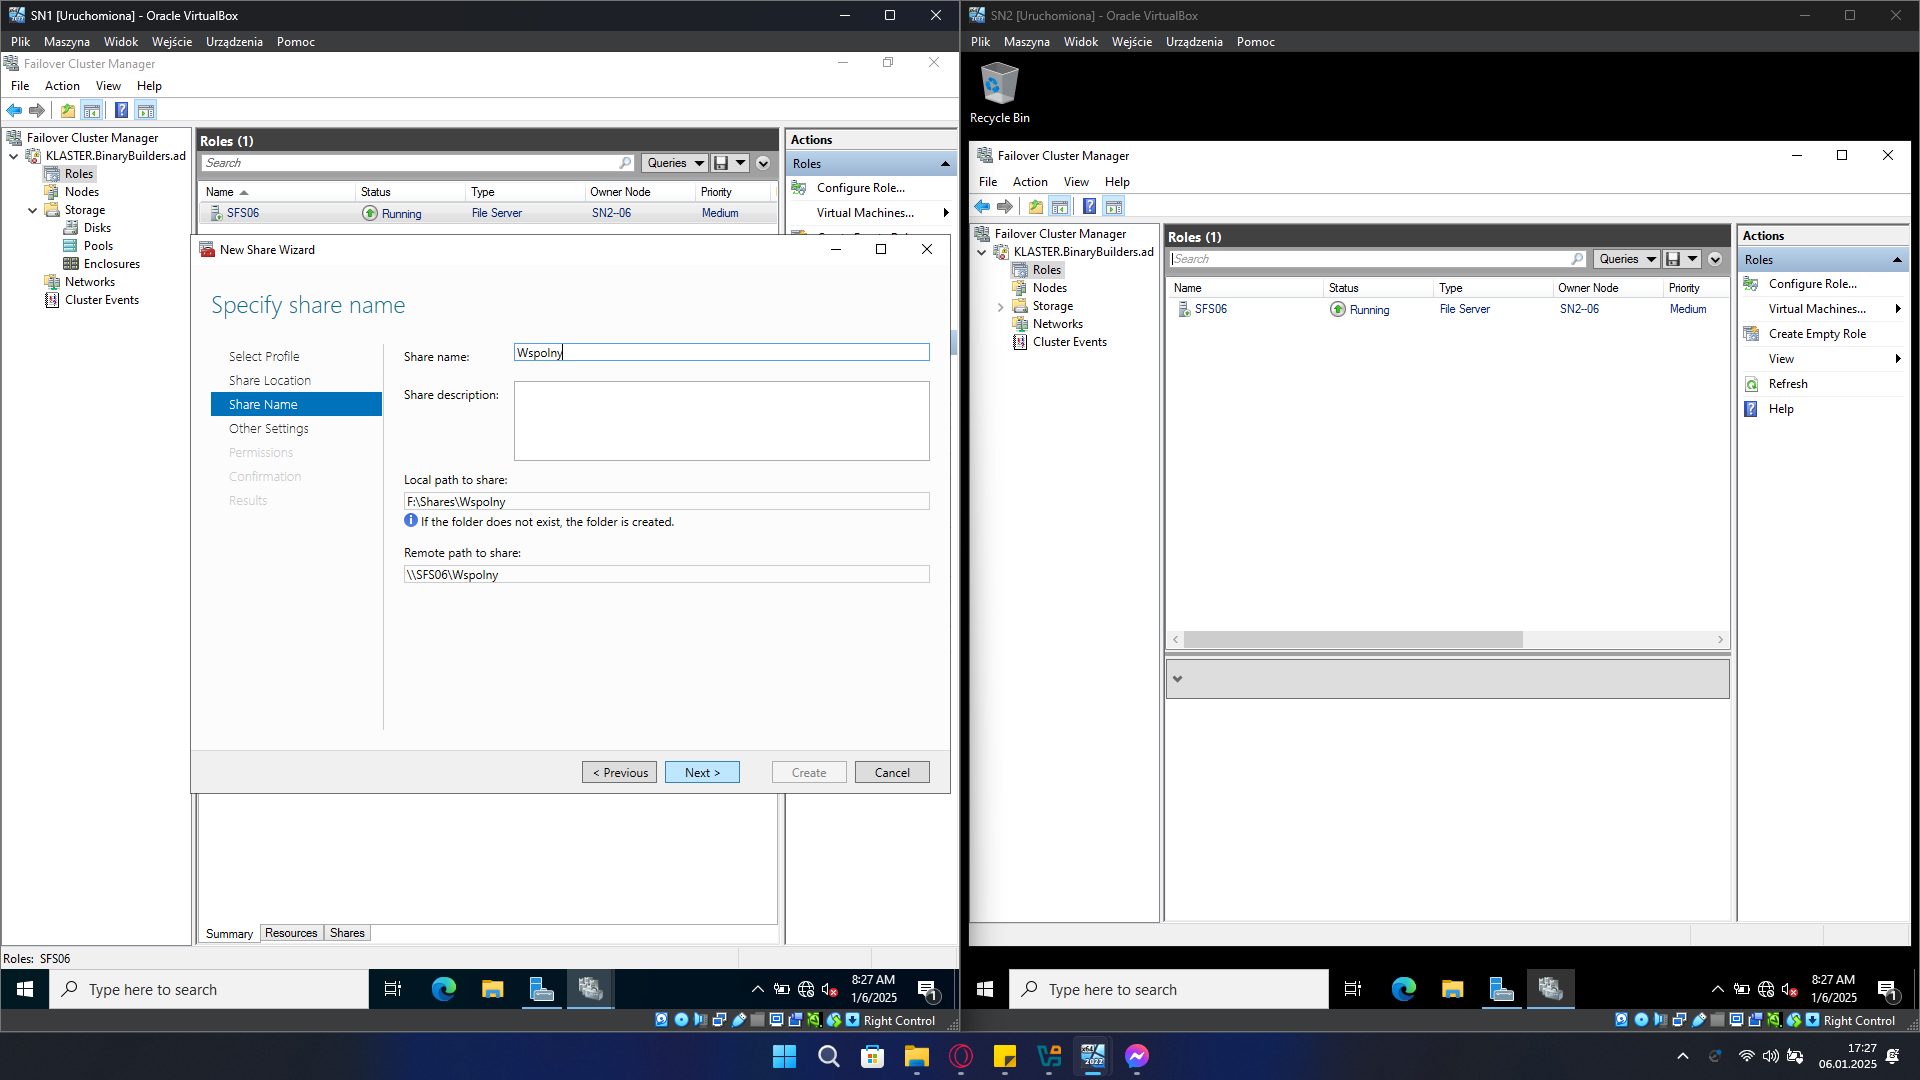 SN1 [Uruchomiona] - Oracle VirtualBox
Plik Maszyna Widok Wejście Urządzenia Pomoc
Failover Cluster Manager
File Action View Help
Failover Cluster Manager
KLASTER.BinaryBuilders.ad
Roles
Nodes
Storage
Disks
Pools
Enclosures
Networks
Cluster Events
Roles (1)
Search
Queries
Name Status Type Owner Node Priority
SFS06 Running File Server SN2--06 Medium
Actions
Roles
Configure Role...
Virtual Machines...
New Share Wizard
Specify share name
Select Profile
Share Location
Share Name
Other Settings
Permissions
Confirmation
Results
Share name:
Wspolny
Share description:
Local path to share:
F:\Shares\Wspolny
If the folder does not exist, the folder is created.
Remote path to share:
\\SFS06\Wspolny
< Previous Next > Create Cancel
Summary Resources Shares
Roles: SFS06
Type here to search
8:27 AM
1/6/2025
1
Right Control
SN2 [Uruchomiona] - Oracle VirtualBox
Plik Maszyna Widok Wejście Urządzenia Pomoc
Recycle Bin
Failover Cluster Manager
File Action View Help
Failover Cluster Manager
KLASTER.BinaryBuilders.ad
Roles
Nodes
Storage
Networks
Cluster Events
Roles (1)
Search
Queries
Name Status Type Owner Node Priority
SFS06 Running File Server SN2--06 Medium
Actions
Roles
Configure Role...
Virtual Machines...
Create Empty Role
View
Refresh
Help
Type here to search
8:27 AM
1/6/2025
1
Right Control
17:27
06.01.2025